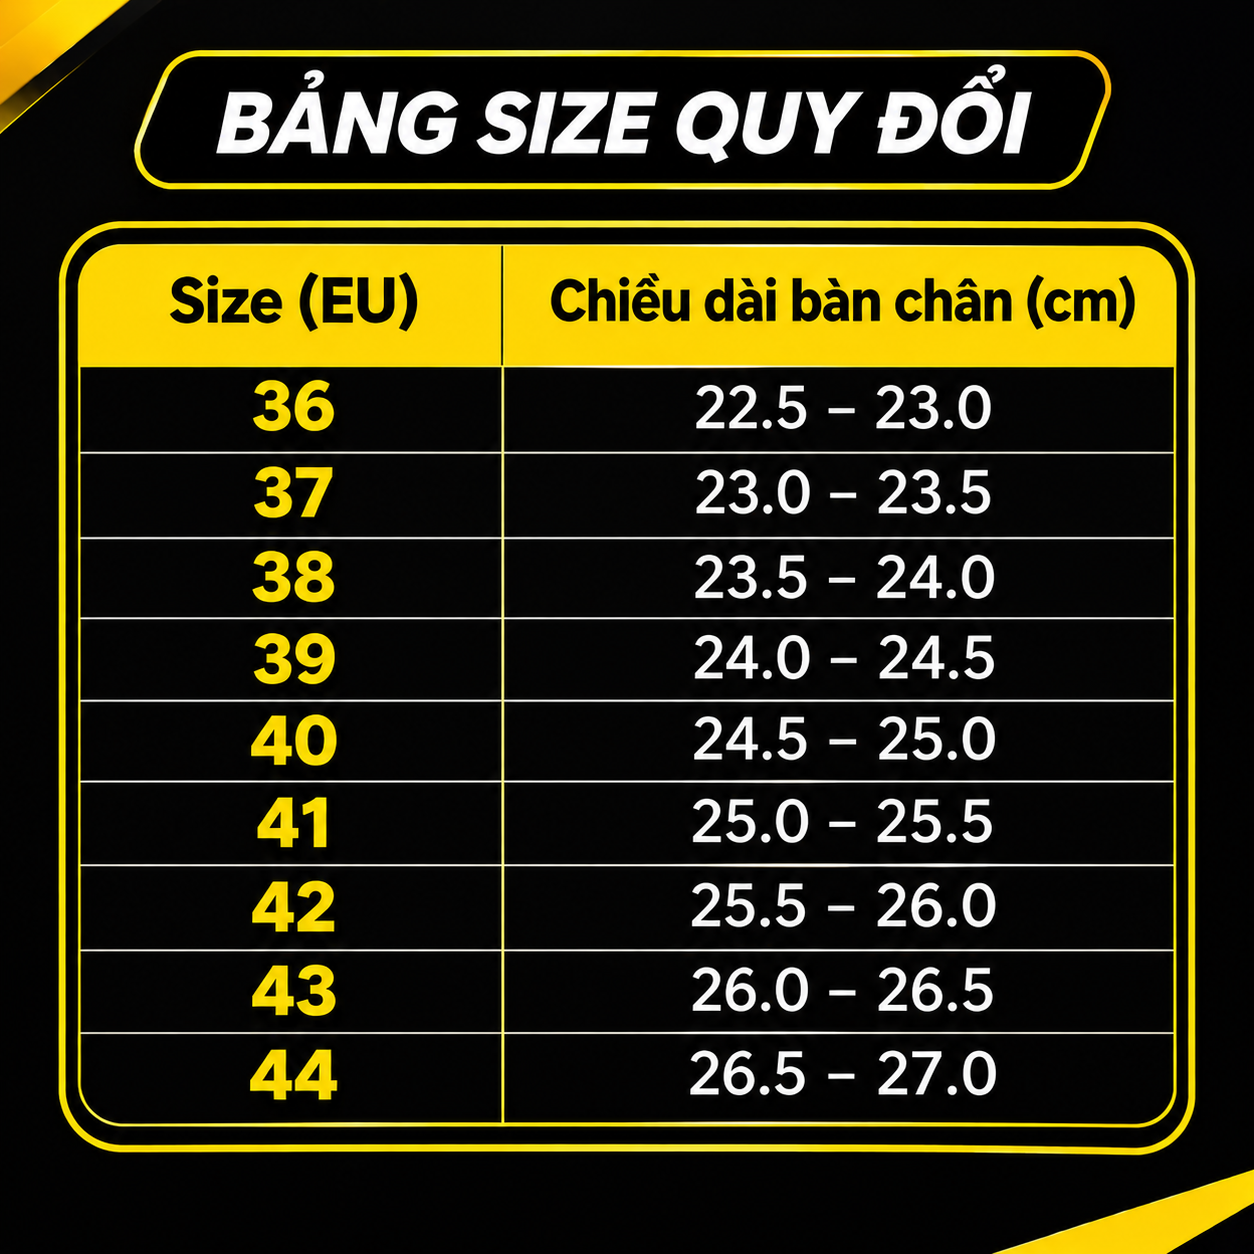 BẢNG SIZE QUY ĐỔI
Size (EU) Chiều dài bàn chân (cm)
36 22.5 – 23.0
37 23.0 – 23.5
38 23.5 – 24.0
39 24.0 – 24.5
40 24.5 – 25.0
41 25.0 – 25.5
42 25.5 – 26.0
43 26.0 – 26.5
44 26.5 – 27.0